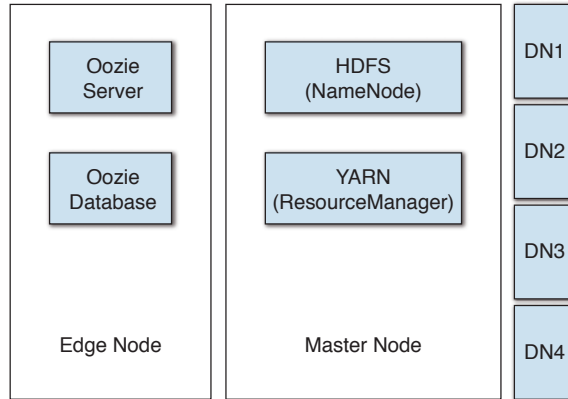 Oozie
Server
Oozie
Database
Edge Node
HDFS
(NameNode)
YARN
(ResourceManager)
Master Node
DN1
DN2
DN3
DN4